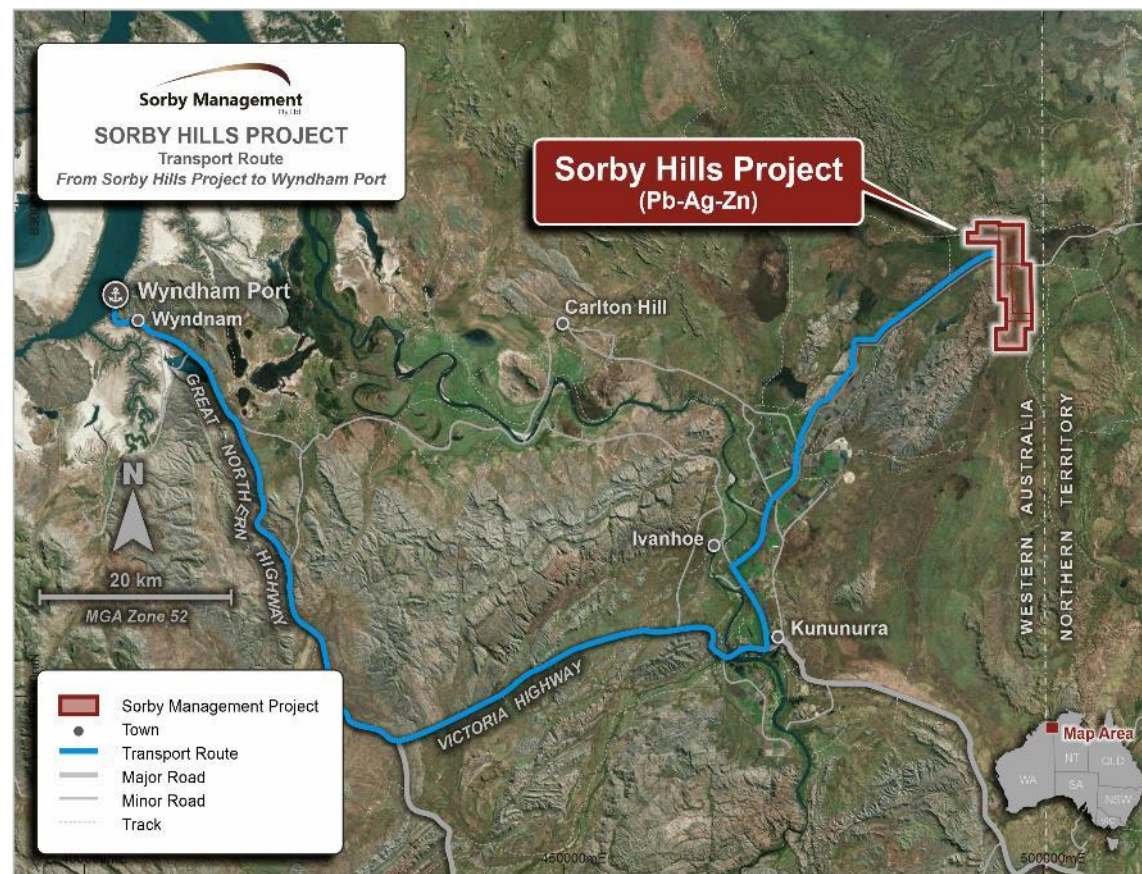 Sorby Management
Pty Ltd
SORBY HILLS PROJECT
Transport Route
From Sorby Hills Project to Wyndham Port
Sorby Hills Project
(Pb-Ag-Zn)
Wyndham Port
Wyndnam
Carlton Hill
GREAT NORTHERN HIGHWAY
Ivanhoe
WESTERN AUSTRALIA
NORTHERN TERRITORY
N
20 km
MGA Zone 52
Kununurra
VICTORIA HIGHWAY
Sorby Management Project
Town
Transport Route
Major Road
Minor Road
Track
Map Area
WA
NT
QLD
SA
NSW
450000mE
500000mE